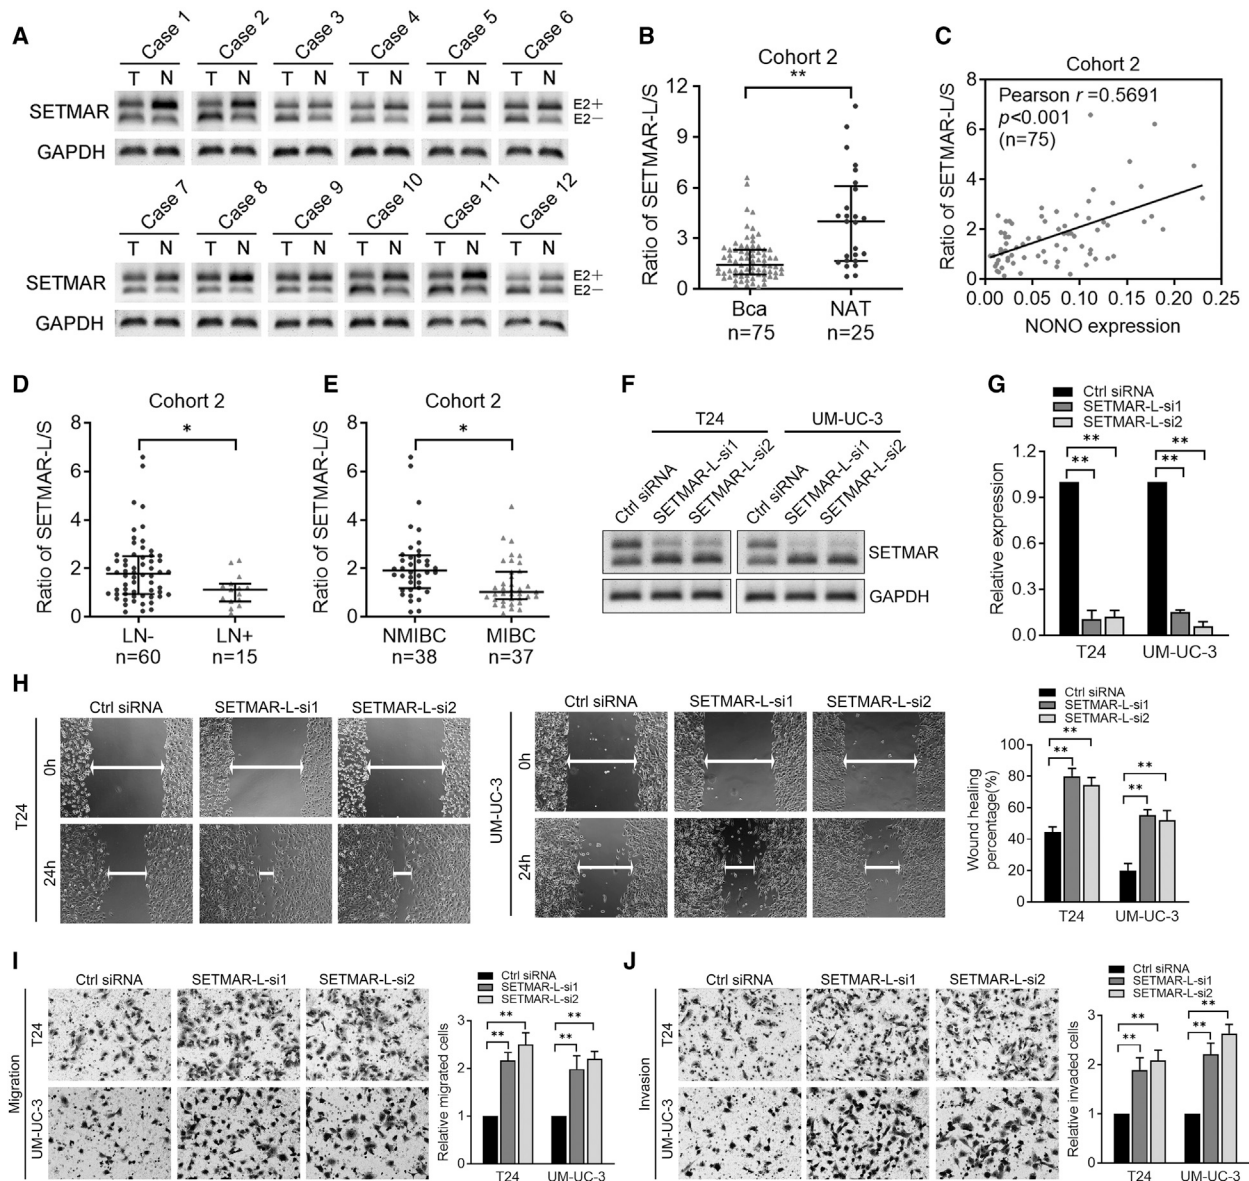 A
Case 1 Case 2 Case 3 Case 4 Case 5 Case 6
T N T N T N T N T N T N
SETMAR
E2+
E2−
GAPDH
Case 7 Case 8 Case 9 Case 10 Case 11 Case 12
T N T N T N T N T N T N
SETMAR
E2+
E2−
GAPDH
B
Cohort 2
**
Ratio of SETMAR-L/S
12
9
6
3
0
Bca NAT
n=75 n=25
C
Cohort 2
Pearson r =0.5691
p<0.001
(n=75)
Ratio of SETMAR-L/S
8
6
4
2
0
0.00 0.05 0.10 0.15 0.20 0.25
NONO expression
D
Cohort 2
*
Ratio of SETMAR-L/S
8
6
4
2
0
LN- LN+
n=60 n=15
E
Cohort 2
*
Ratio of SETMAR-L/S
8
6
4
2
0
NMIBC MIBC
n=38 n=37
F
T24 UM-UC-3
Ctrl siRNA SETMAR-L-si1 SETMAR-L-si2 Ctrl siRNA SETMAR-L-si1 SETMAR-L-si2
SETMAR
GAPDH
G
Ctrl siRNA
SETMAR-L-si1
SETMAR-L-si2
Relative expression
1.2
0.9
0.6
0.3
0.0
** ** ** **
T24 UM-UC-3
H
Ctrl siRNA SETMAR-L-si1 SETMAR-L-si2
T24
0h
24h
Ctrl siRNA SETMAR-L-si1 SETMAR-L-si2
UM-UC-3
0h
24h
Ctrl siRNA
SETMAR-L-si1
SETMAR-L-si2
Wound healing
percentage(%)
100
80
60
40
20
0
** ** ** **
T24 UM-UC-3
I
Ctrl siRNA SETMAR-L-si1 SETMAR-L-si2
Migration
T24
UM-UC-3
Ctrl siRNA
SETMAR-L-si1
SETMAR-L-si2
Relative migrated cells
3
2
1
0
** ** ** **
T24 UM-UC-3
J
Ctrl siRNA SETMAR-L-si1 SETMAR-L-si2
Invasion
T24
UM-UC-3
Ctrl siRNA
SETMAR-L-si1
SETMAR-L-si2
Relative invaded cells
3
2
1
0
** ** ** **
T24 UM-UC-3